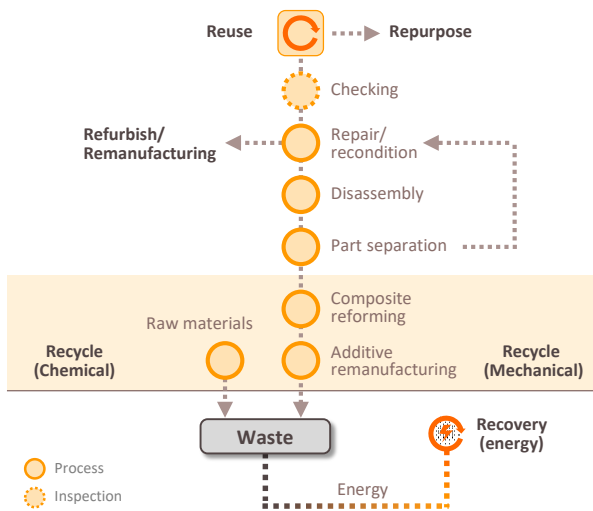 Reuse
Repurpose
Checking
Refurbish/
Remanufacturing
Repair/
recondition
Disassembly
Part separation
Composite
reforming
Raw materials
Recycle
(Chemical)
Additive
remanufacturing
Recycle
(Mechanical)
Waste
Recovery
(energy)
Process
Energy
Inspection